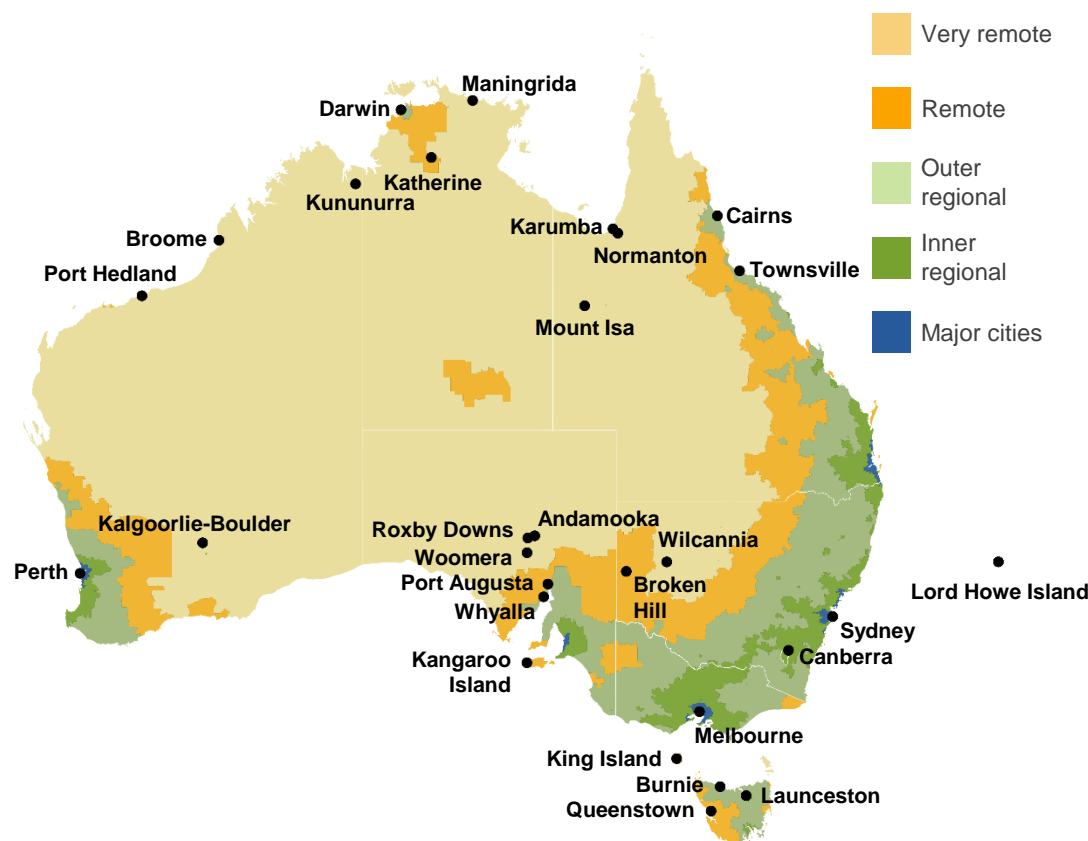 Very remote
Remote
Outer
regional
Inner
regional
Major cities
Maningrida
Darwin
Katherine
Kununurra
Cairns
Karumba
Broome
Normanton
Townsville
Port Hedland
Mount Isa
Kalgoorlie-Boulder
Andamooka
Roxby Downs
Wilcannia
Woomera
Perth
Port Augusta
Broken
Hill
Lord Howe Island
Whyalla
Sydney
Canberra
Kangaroo
Island
Melbourne
King Island
Burnie
Launceston
Queenstown